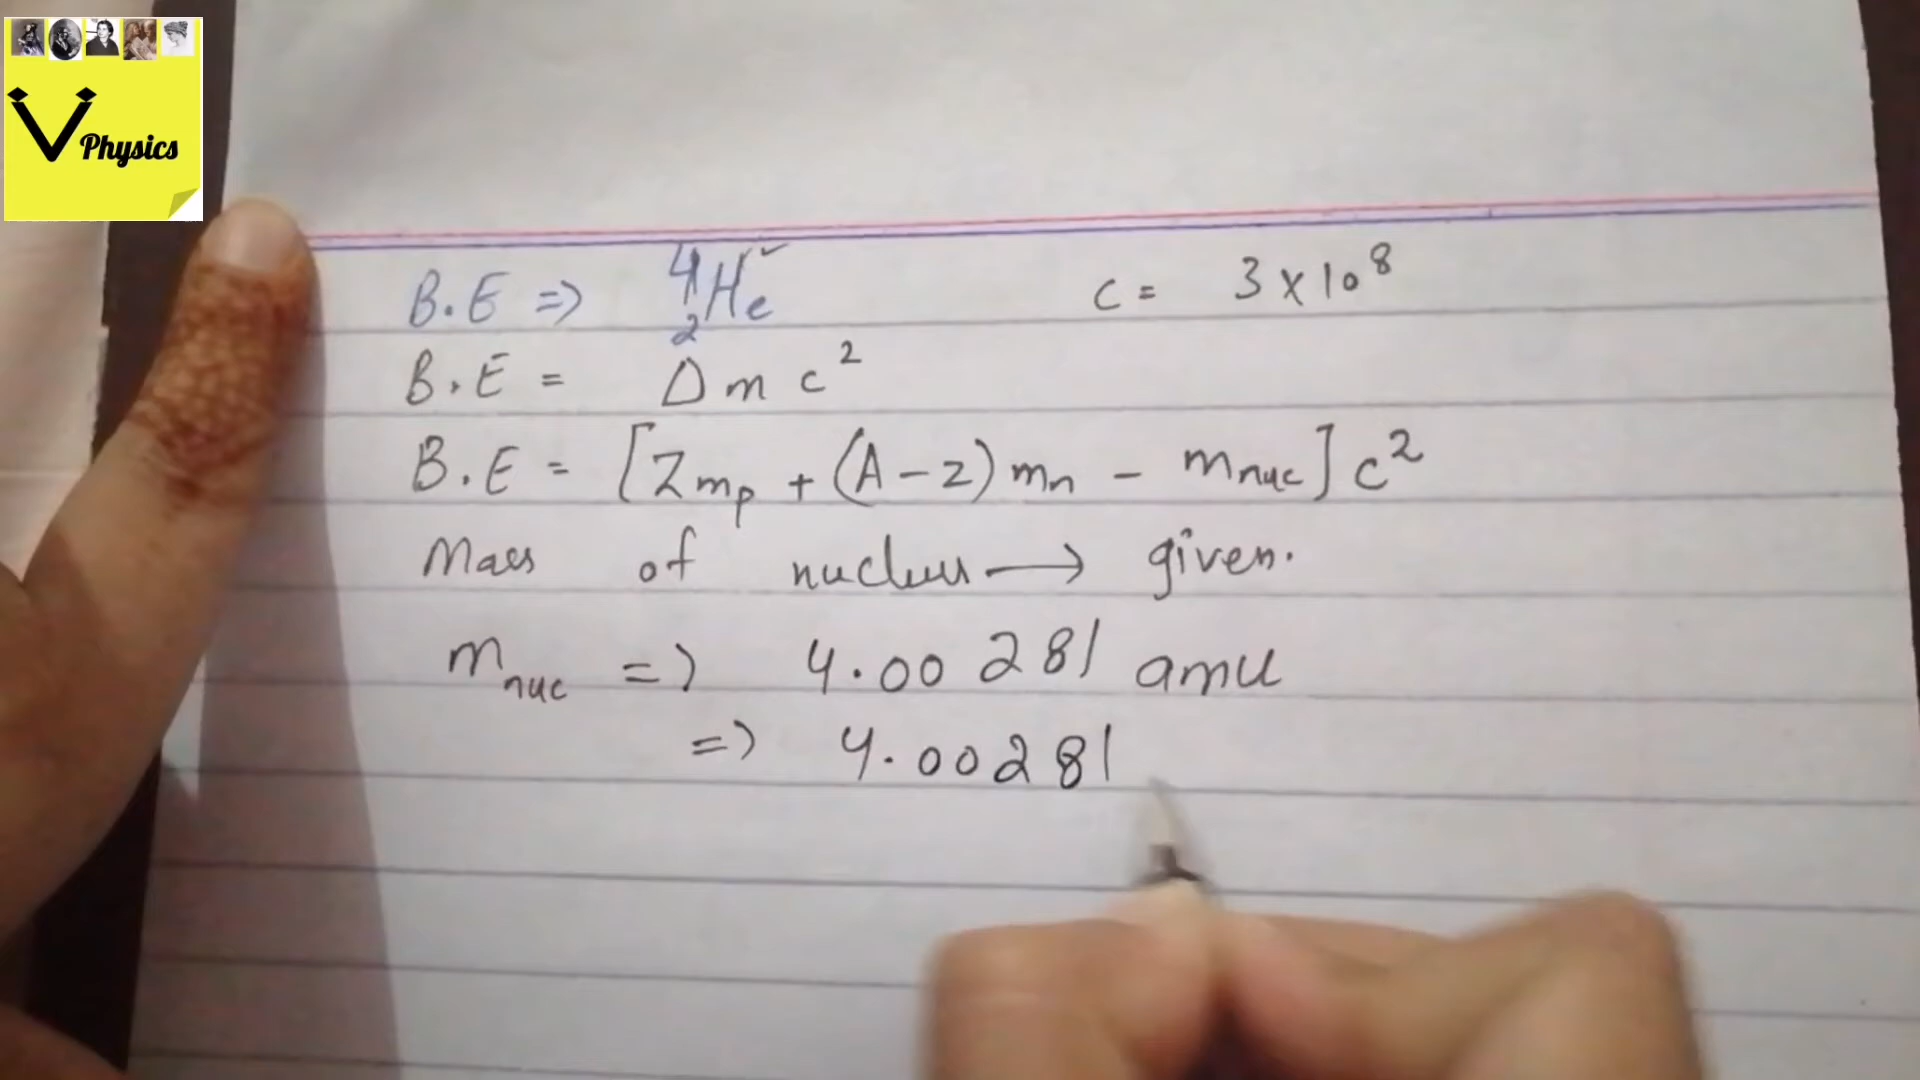 V Physics
B.E => ⁴₂He c = 3 x 10⁸
B.E = Δm c²
B.E = [Zmp + (A-z)mn - mnuc] c²
Mass of nucleus → given.
mnuc => 4.00281 amu
=> 4.00281